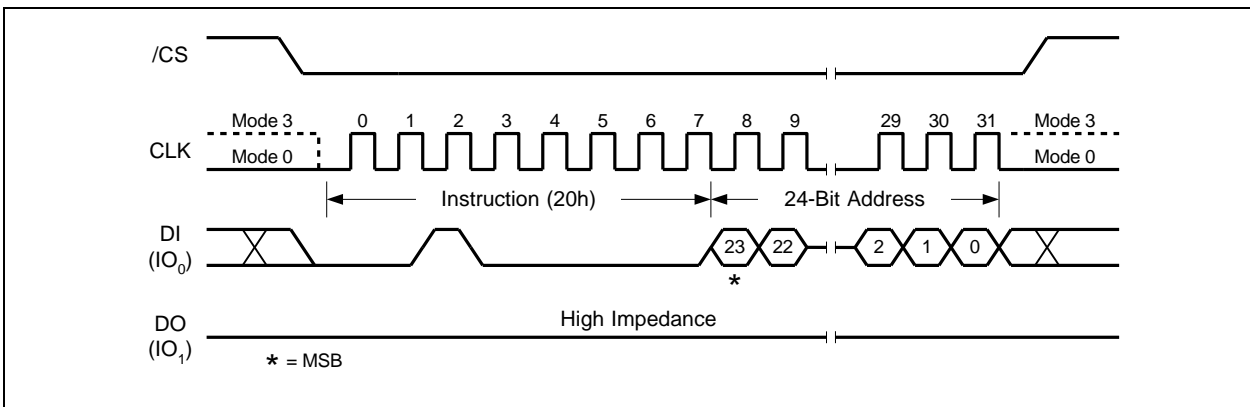 /CS
Mode 3 0 1 2 3 4 5 6 7 8 9 29 30 31 Mode 3
CLK
Mode 0 Mode 0
Instruction (20h) 24-Bit Address
DI
(IO0)
23 22 2 1 0
*
High Impedance
DO
(IO1)
* = MSB